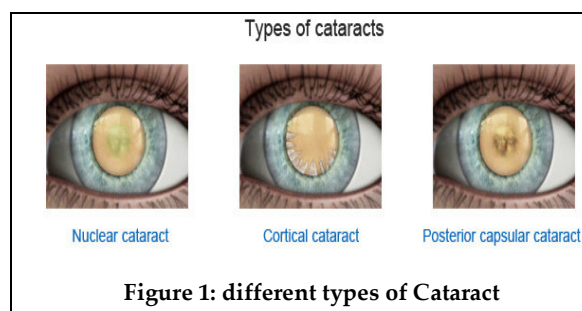 Types of cataracts
Nuclear cataract Cortical cataract Posterior capsular cataract
Figure 1: different types of Cataract